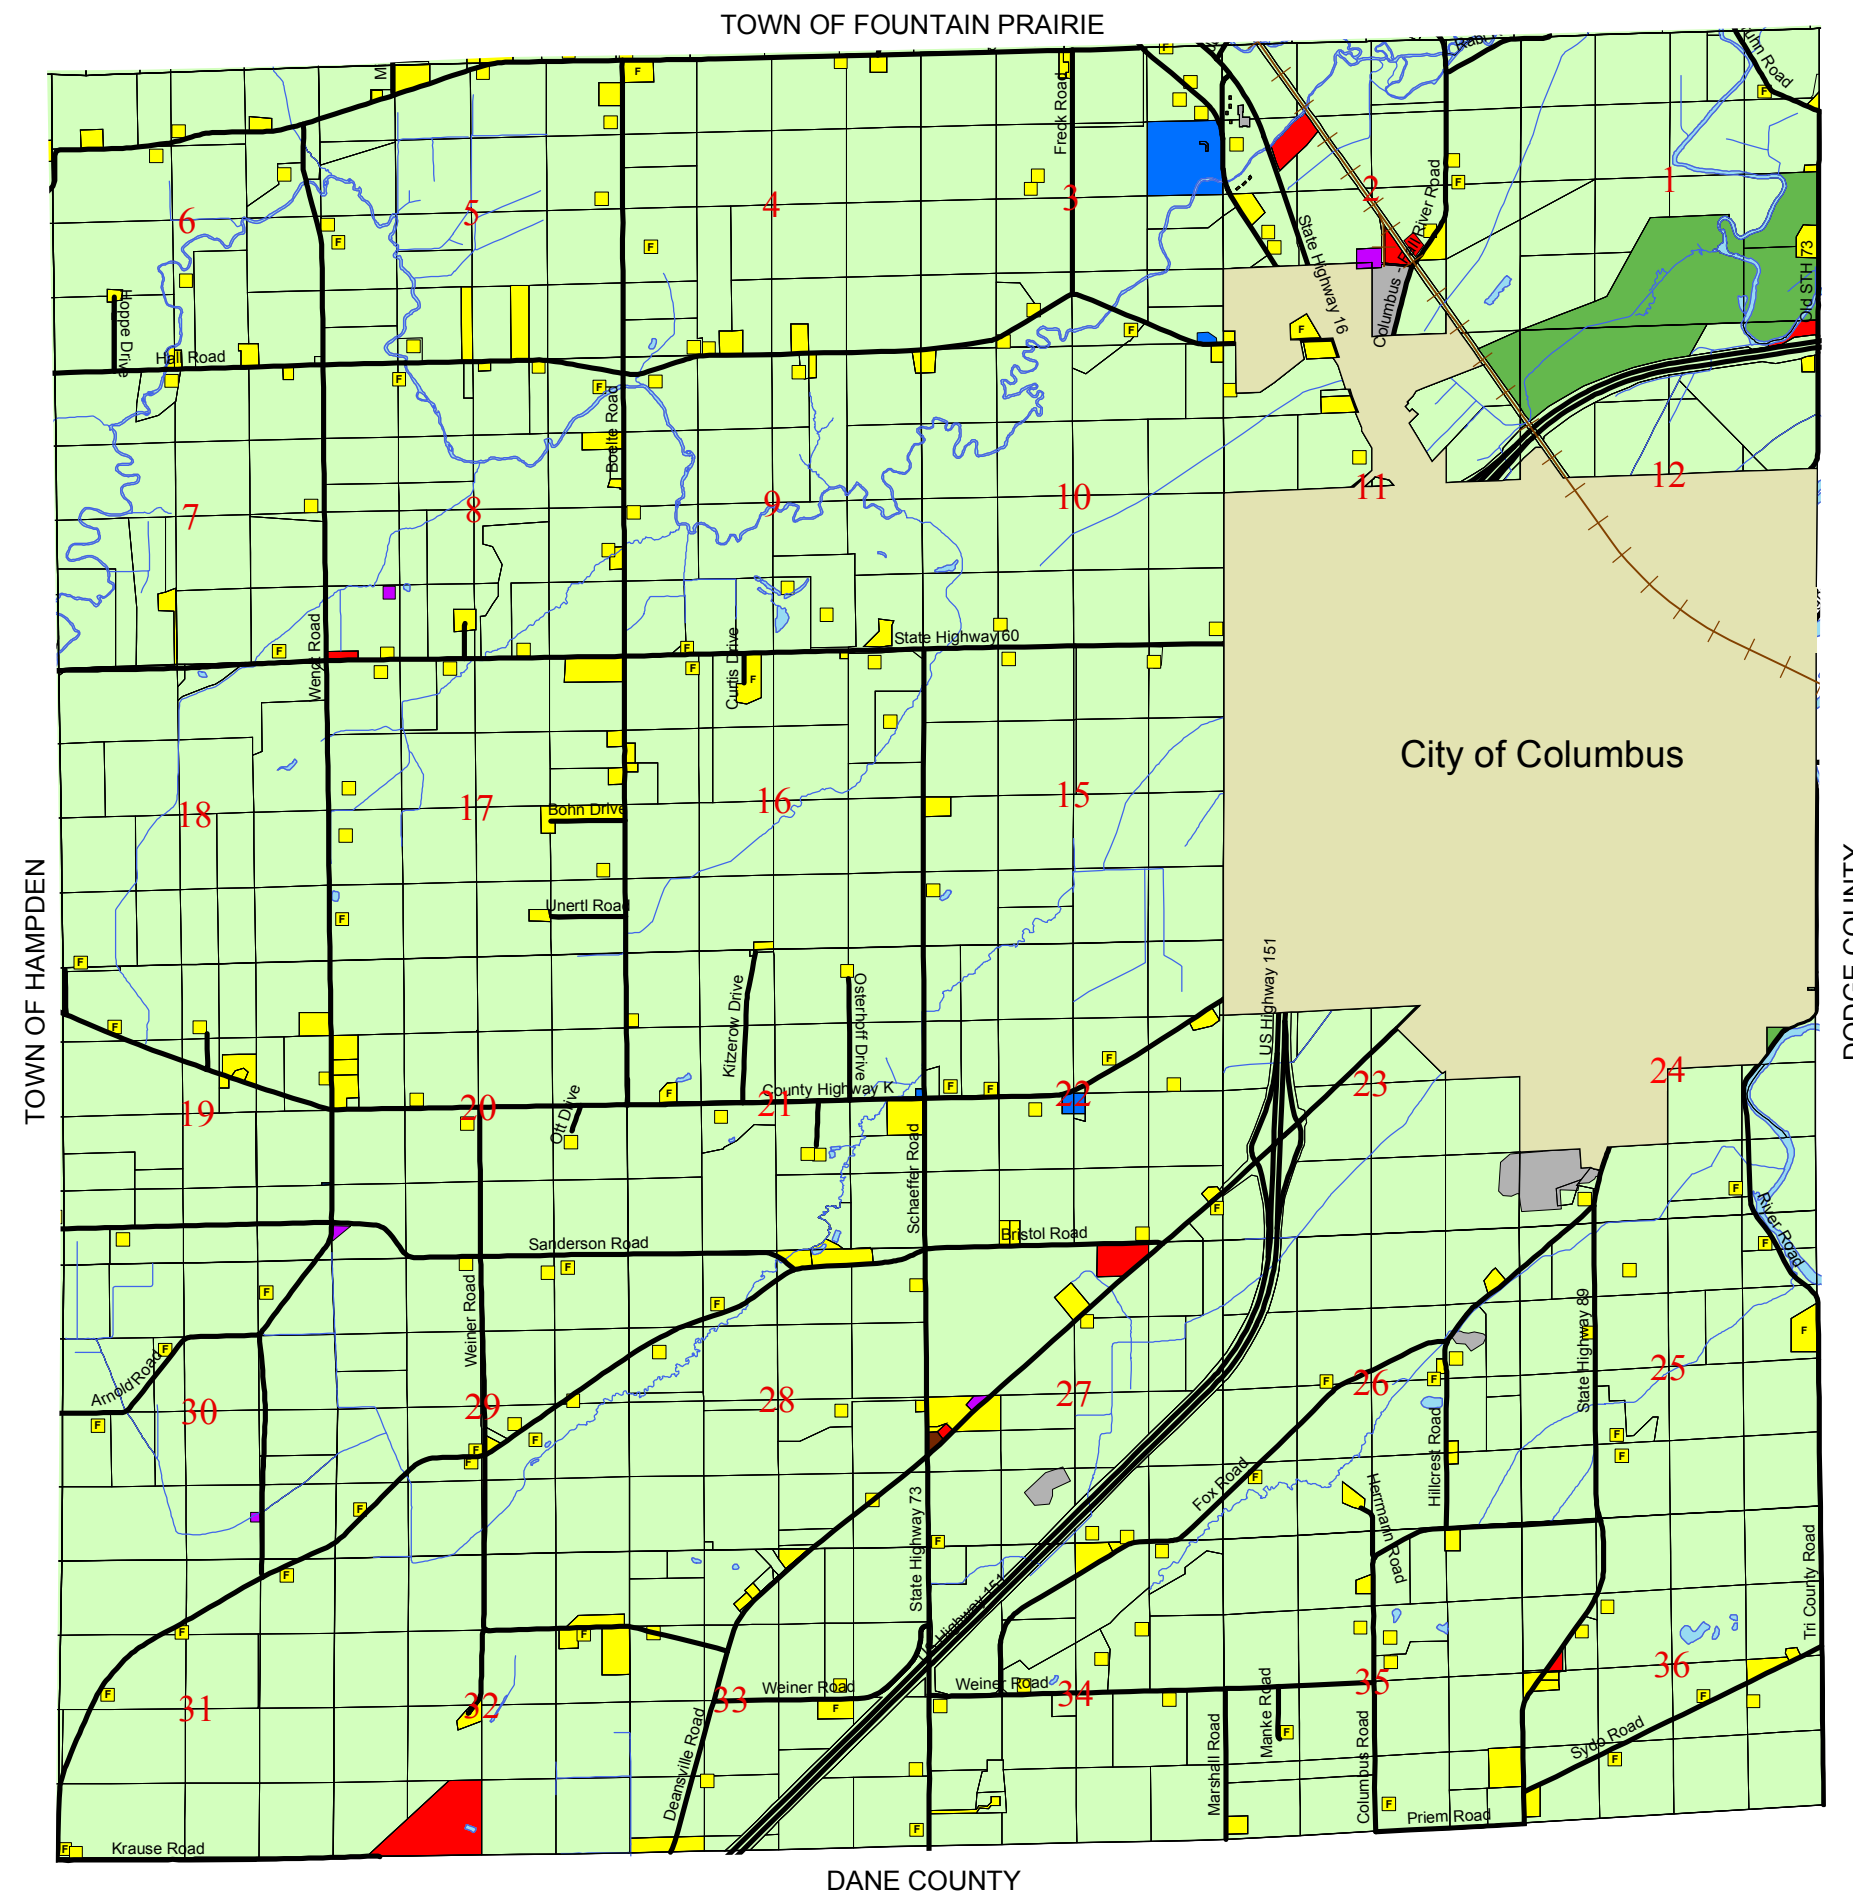 TOWN OF FOUNTAIN PRAIRIE
TOWN OF HAMPDEN
DANE COUNTY
City of Columbus
Freck Road
State Highway 16
Columbus - Fall River Road
Old STH 73
Hoppe Drive
Hall Road
Boelte Road
6
5
4
3
2
1
7
8
9
10
11
12
Wendt Road
Curtis Drive
State Highway 60
18
17
16
15
Bohn Drive
Unertl Road
Kitzerow Drive
Osterhoff Drive
US Highway 151
County Highway K
Ott Drive
19
20
21
22
23
24
Schaeffer Road
Sanderson Road
Bristol Road
River Road
Weiner Road
State Highway 89
Arnold Road
30
29
28
27
26
25
Hillcrest Road
Fox Road
Herrmann Road
State Highway 73
US Highway 151
Tri County Road
Weiner Road
Weiner Road
31
32
33
34
35
36
Deansville Road
Marshall Road
Manke Road
Columbus Road
Sydo Road
Priem Road
Krause Road